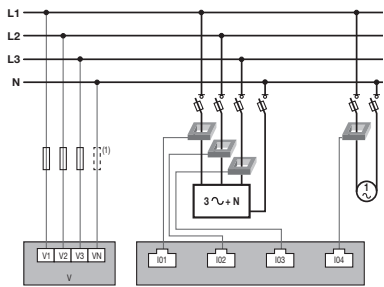 L1
L2
L3
N
(1)
3 ∿ + N
1
∿
V1 V2 V3 VN
V
I01 I02 I03 I04